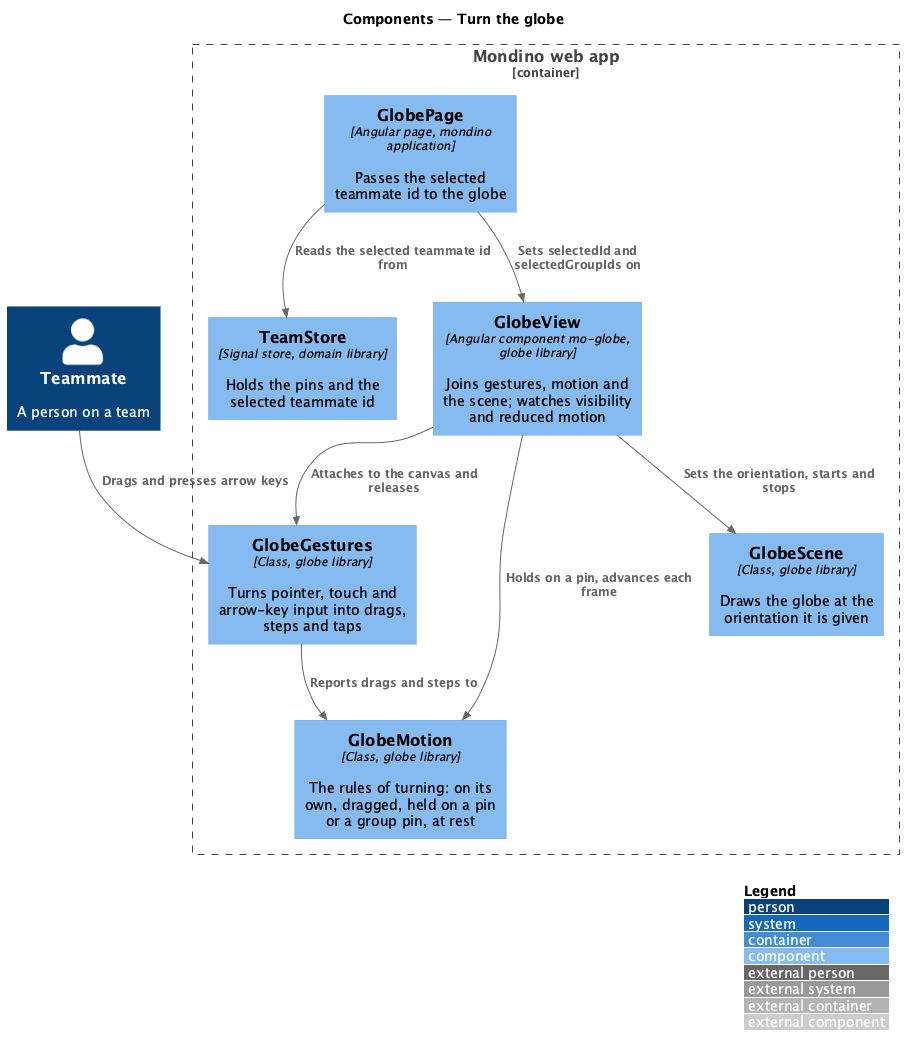 Components — Turn the globe
Mondino web app
[container]
GlobePage
[Angular page, mondino
application]
Passes the selected
teammate id to the globe
Reads the selected teammate id
from
Sets selectedId and
selectedGroupIds on
Teammate
A person on a team
TeamStore
[Signal store, domain library]
Holds the pins and the
selected teammate id
GlobeView
[Angular component mo-globe,
globe library]
Joins gestures, motion and
the scene; watches visibility
and reduced motion
Drags and presses arrow keys
Attaches to the canvas and
releases
Sets the orientation, starts and
stops
GlobeGestures
[Class, globe library]
Turns pointer, touch and
arrow-key input into drags,
steps and taps
Holds on a pin, advances each
frame
GlobeScene
[Class, globe library]
Draws the globe at the
orientation it is given
Reports drags and steps to
GlobeMotion
[Class, globe library]
The rules of turning: on its
own, dragged, held on a pin
or a group pin, at rest
Legend
person
system
container
component
external person
external system
external container
external component